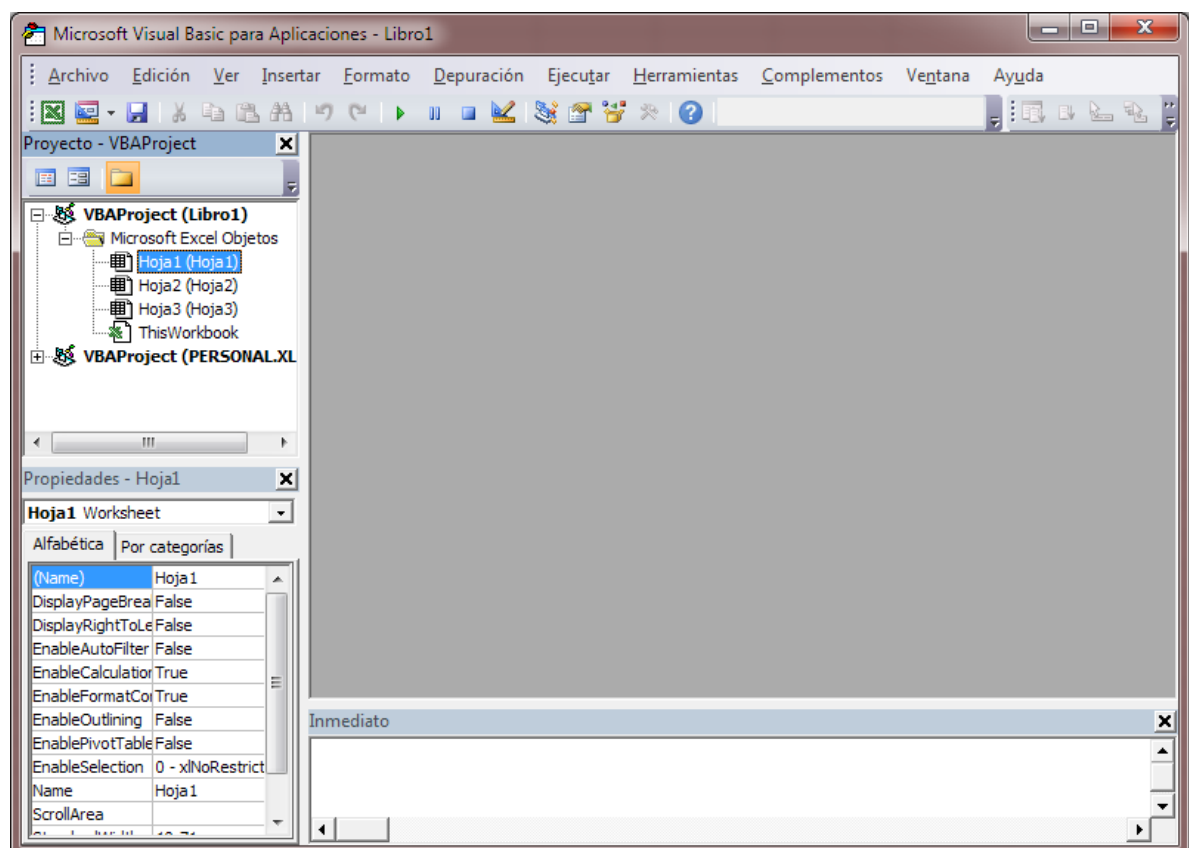 Microsoft Visual Basic para Aplicaciones - Libro1
Archivo Edición Ver Insertar Formato Depuración Ejecutar Herramientas Complementos Ventana Ayuda
Proyecto - VBAProject
VBAProject (Libro1)
Microsoft Excel Objetos
Hoja1 (Hoja1)
Hoja2 (Hoja2)
Hoja3 (Hoja3)
ThisWorkbook
VBAProject (PERSONAL.XL
Propiedades - Hoja1
Hoja1 Worksheet
Alfabética Por categorías
(Name) Hoja1
DisplayPageBrea False
DisplayRightToLe False
EnableAutoFilter False
EnableCalculation True
EnableFormatCon True
EnableOutlining False
EnablePivotTable False
EnableSelection 0 - xlNoRestrict
Name Hoja1
ScrollArea
Inmediato